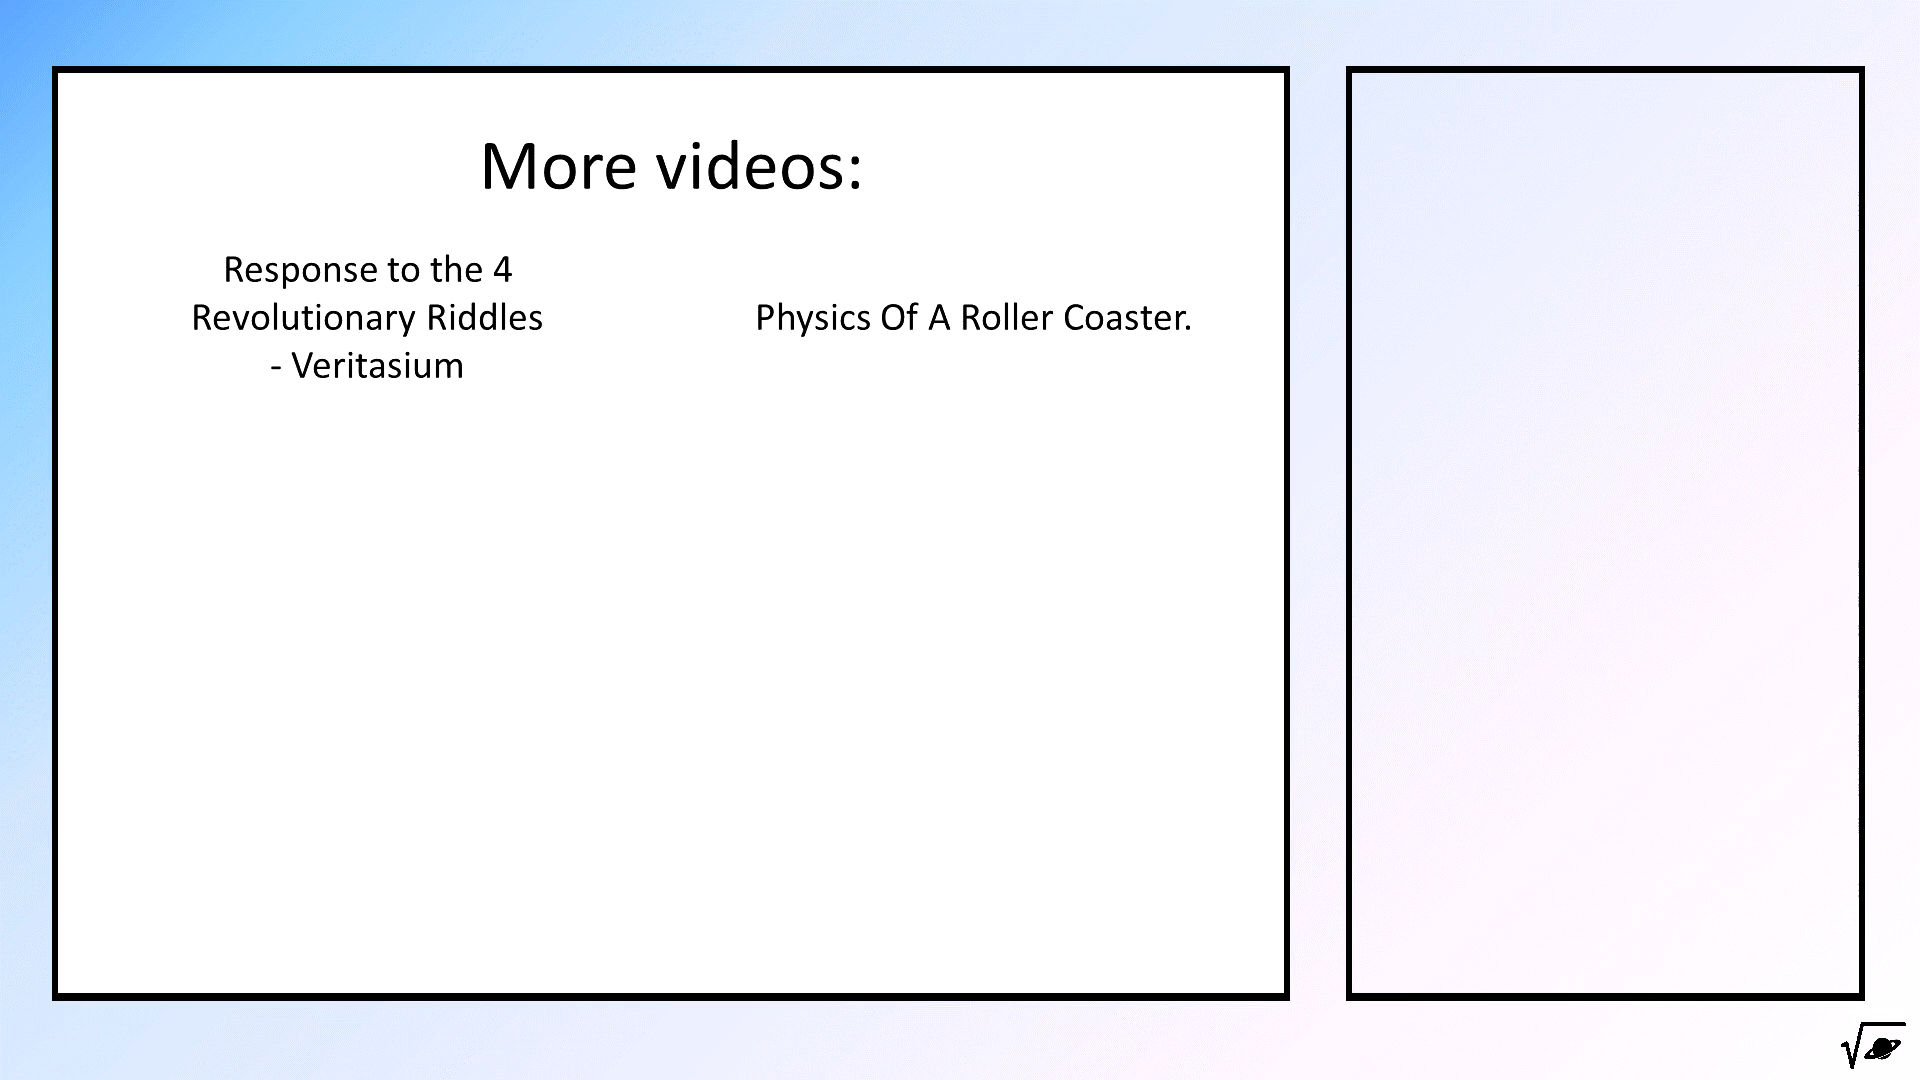 More videos:
Response to the 4
Revolutionary Riddles
- Veritasium
Physics Of A Roller Coaster.